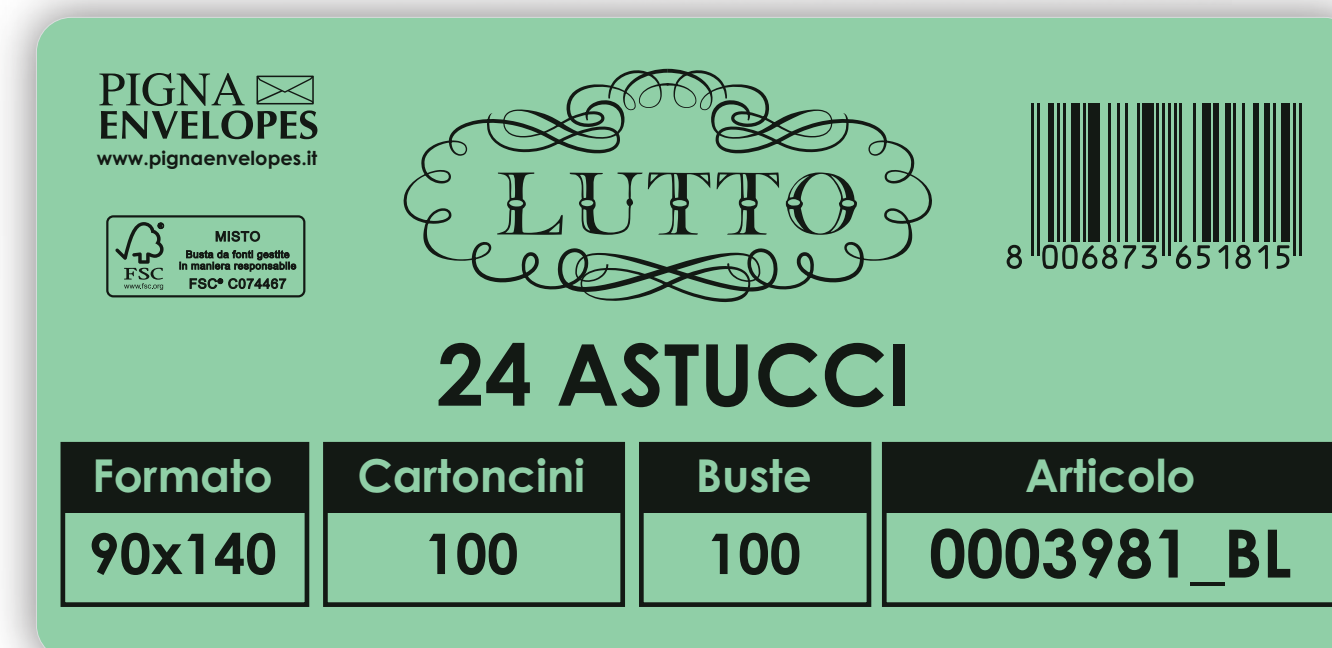 PIGNA
ENVELOPES
www.pignaenvelopes.it
FSC
www.fsc.org
MISTO
Busta da fonti gestite
in maniera responsabile
FSC® C074467
LUTTO
8 006873 651815
24 ASTUCCI
Formato Cartoncini Buste Articolo
90x140 100 100 0003981_BL